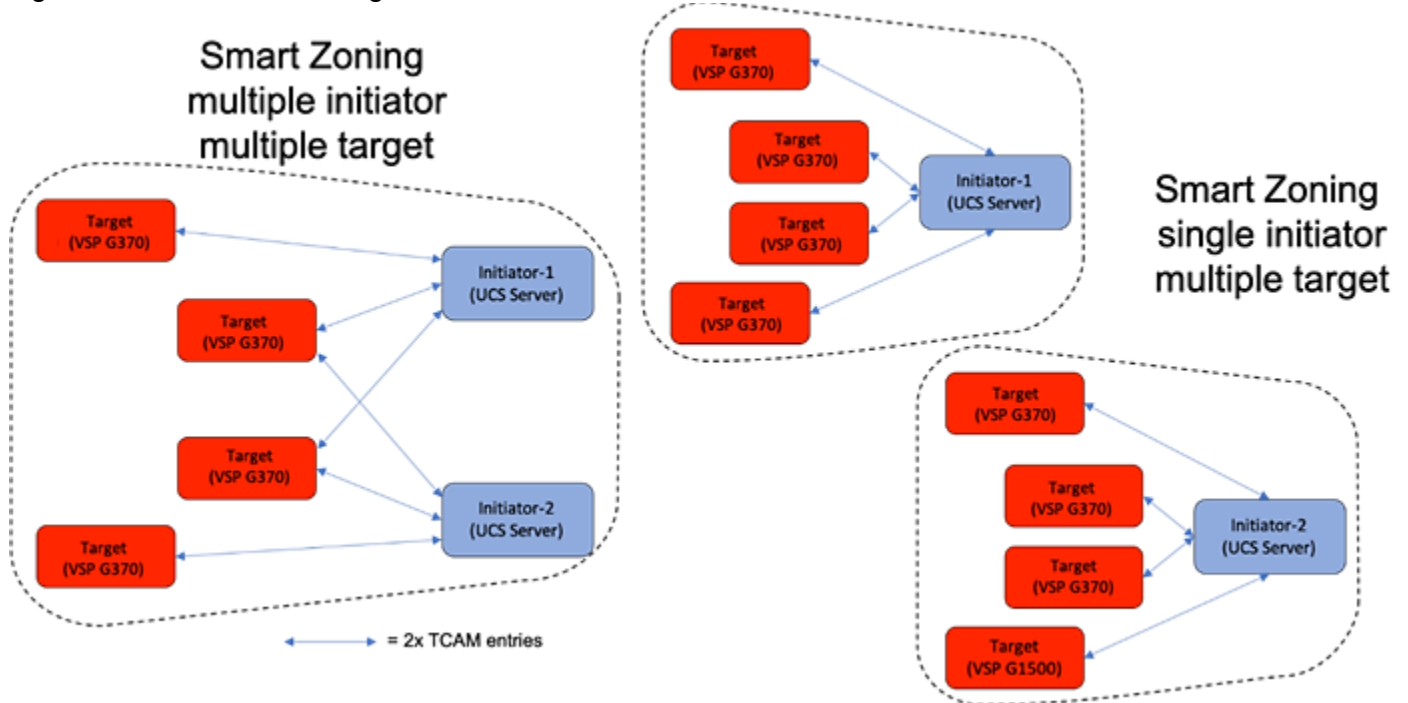 Smart Zoning
multiple initiator
multiple target
Target
(VSP G370)
Target
(VSP G370)
Target
(VSP G370)
Target
(VSP G370)
Initiator-1
(UCS Server)
Initiator-2
(UCS Server)
= 2x TCAM entries
Target
(VSP G370)
Target
(VSP G370)
Target
(VSP G370)
Target
(VSP G370)
Initiator-1
(UCS Server)
Smart Zoning
single initiator
multiple target
Target
(VSP G370)
Target
(VSP G370)
Target
(VSP G370)
Target
(VSP G1500)
Initiator-2
(UCS Server)